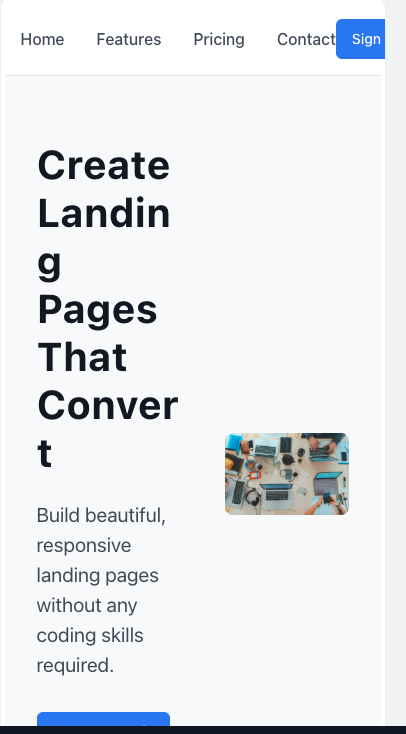 Home Features Pricing Contact Sign
Create
Landin
g
Pages
That
Conver
t
Build beautiful,
responsive
landing pages
without any
coding skills
required.